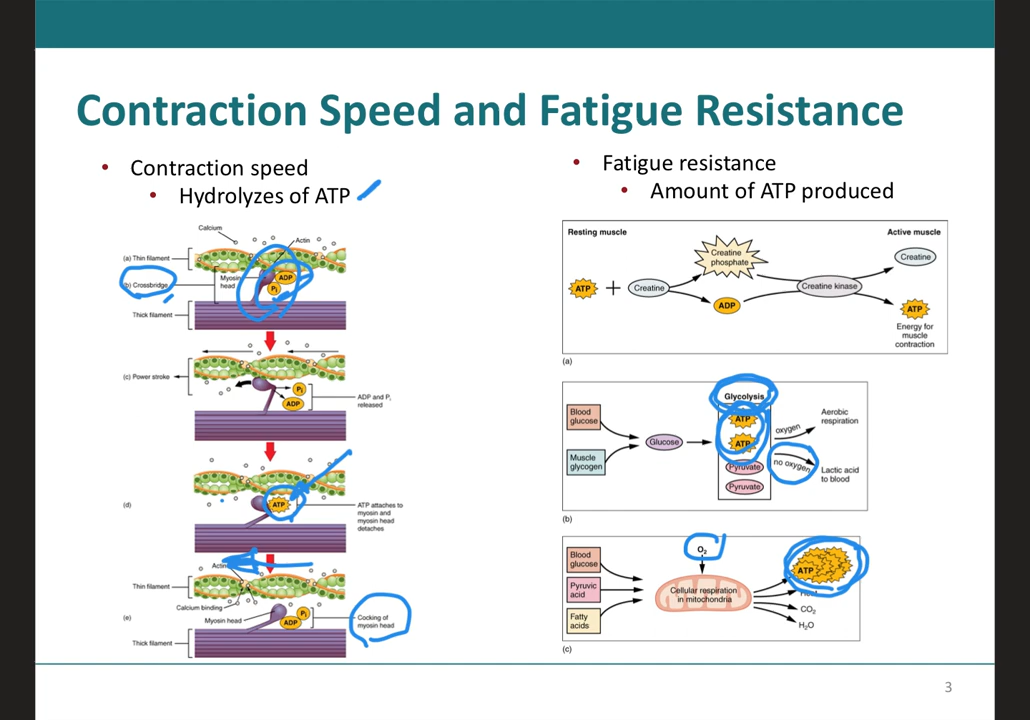 Contraction Speed and Fatigue Resistance
• Contraction speed
• Hydrolyzes of ATP
Calcium
Actin
(a) Thin filament
(b) Crossbridge
Myosin
head
ADP
Pi
Thick filament
(c) Power stroke
Pi
ADP
ADP and Pi
released
(d)
ATP
ATP attaches to
myosin and
myosin head
detaches
Actin
Thin filament
Calcium binding
(e)
Myosin head
Pi
ADP
Cocking of
myosin head
Thick filament
• Fatigue resistance
• Amount of ATP produced
Resting muscle
Active muscle
ATP
+
Creatine
Creatine
phosphate
ADP
Creatine kinase
Creatine
ATP
Energy for
muscle
contraction
(a)
Blood
glucose
Muscle
glycogen
Glucose
Glycolysis
ATP
ATP
Pyruvate
Pyruvate
oxygen
no oxygen
Aerobic
respiration
Lactic acid
to blood
(b)
Blood
glucose
Pyruvic
acid
Fatty
acids
O2
Cellular respiration
in mitochondria
ATP
Heat
CO2
H2O
(c)
3